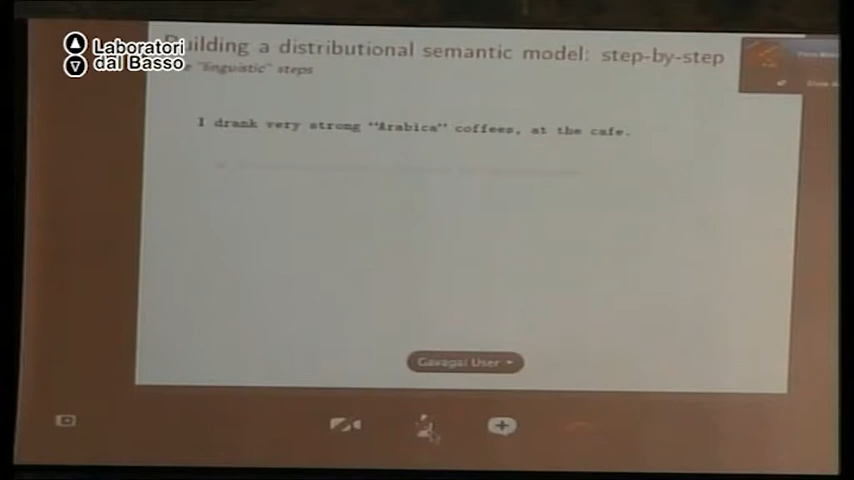 Laboratori
dal Basso
Building a distributional semantic model: step-by-step
"linguistic" steps
I drank very strong "Arabica" coffees, at the cafe.
Gavagai User